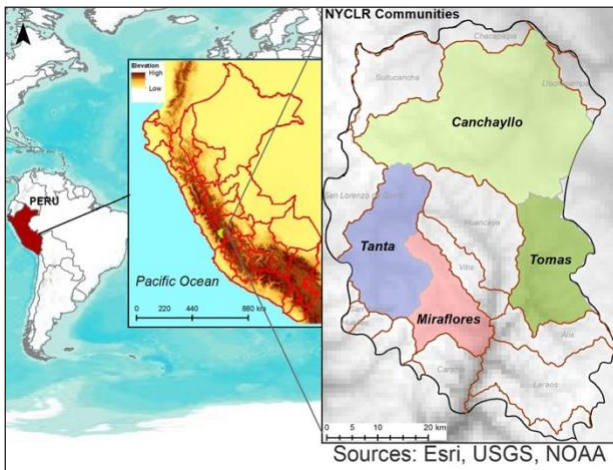 NYCLR Communities
Elevation
High
Low
PERU
Pacific Ocean
0 220 440 880 km
Chacapalpa
Suitucancha
Canchayllo
San Lorenzo de Quinti
Tanta
Huancaya
Vitis
Tomas
Miraflores
Alis
Carania
Laraos
0 5 10 20 km
Sources: Esri, USGS, NOAA